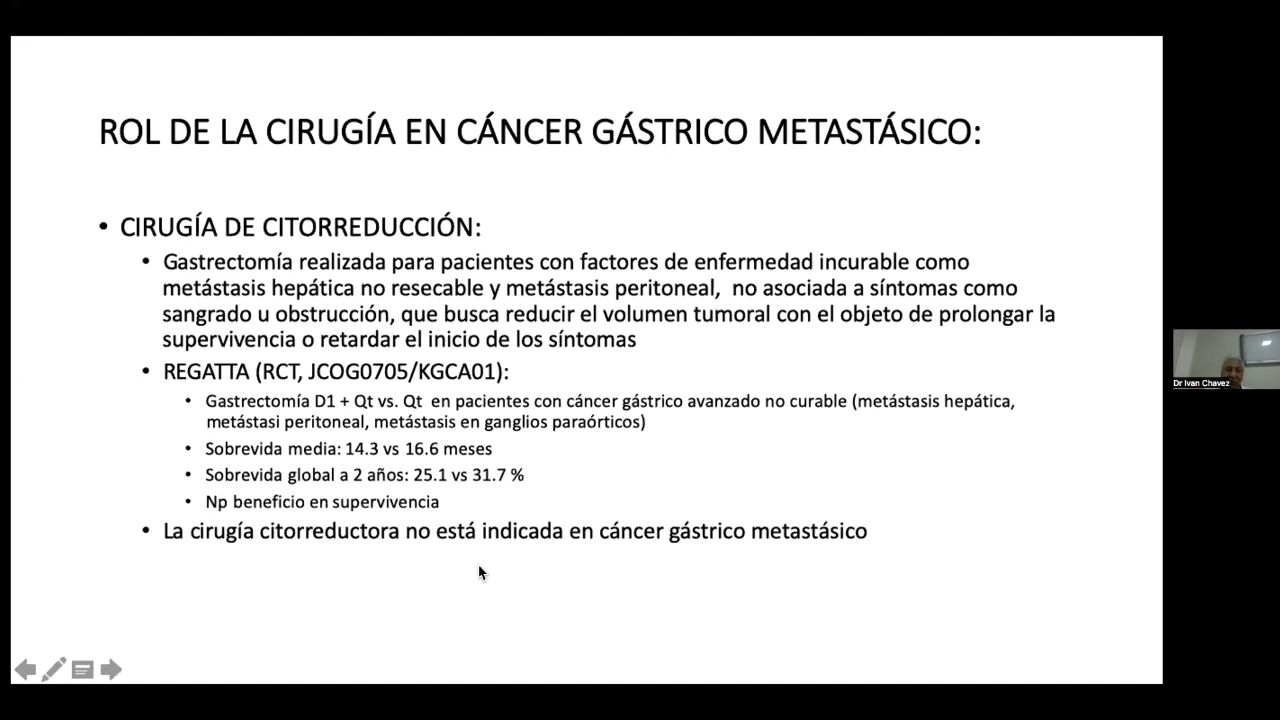 ROL DE LA CIRUGÍA EN CÁNCER GÁSTRICO METASTÁSICO:
• CIRUGÍA DE CITORREDUCCIÓN:
• Gastrectomía realizada para pacientes con factores de enfermedad incurable como
metástasis hepática no resecable y metástasis peritoneal, no asociada a síntomas como
sangrado u obstrucción, que busca reducir el volumen tumoral con el objeto de prolongar la
supervivencia o retardar el inicio de los síntomas
• REGATTA (RCT, JCOG0705/KGCA01):
• Gastrectomía D1 + Qt vs. Qt en pacientes con cáncer gástrico avanzado no curable (metástasis hepática,
metástasi peritoneal, metástasis en ganglios paraórticos)
• Sobrevida media: 14.3 vs 16.6 meses
• Sobrevida global a 2 años: 25.1 vs 31.7 %
• Np beneficio en supervivencia
• La cirugía citorreductora no está indicada en cáncer gástrico metastásico
Dr Ivan Chavez